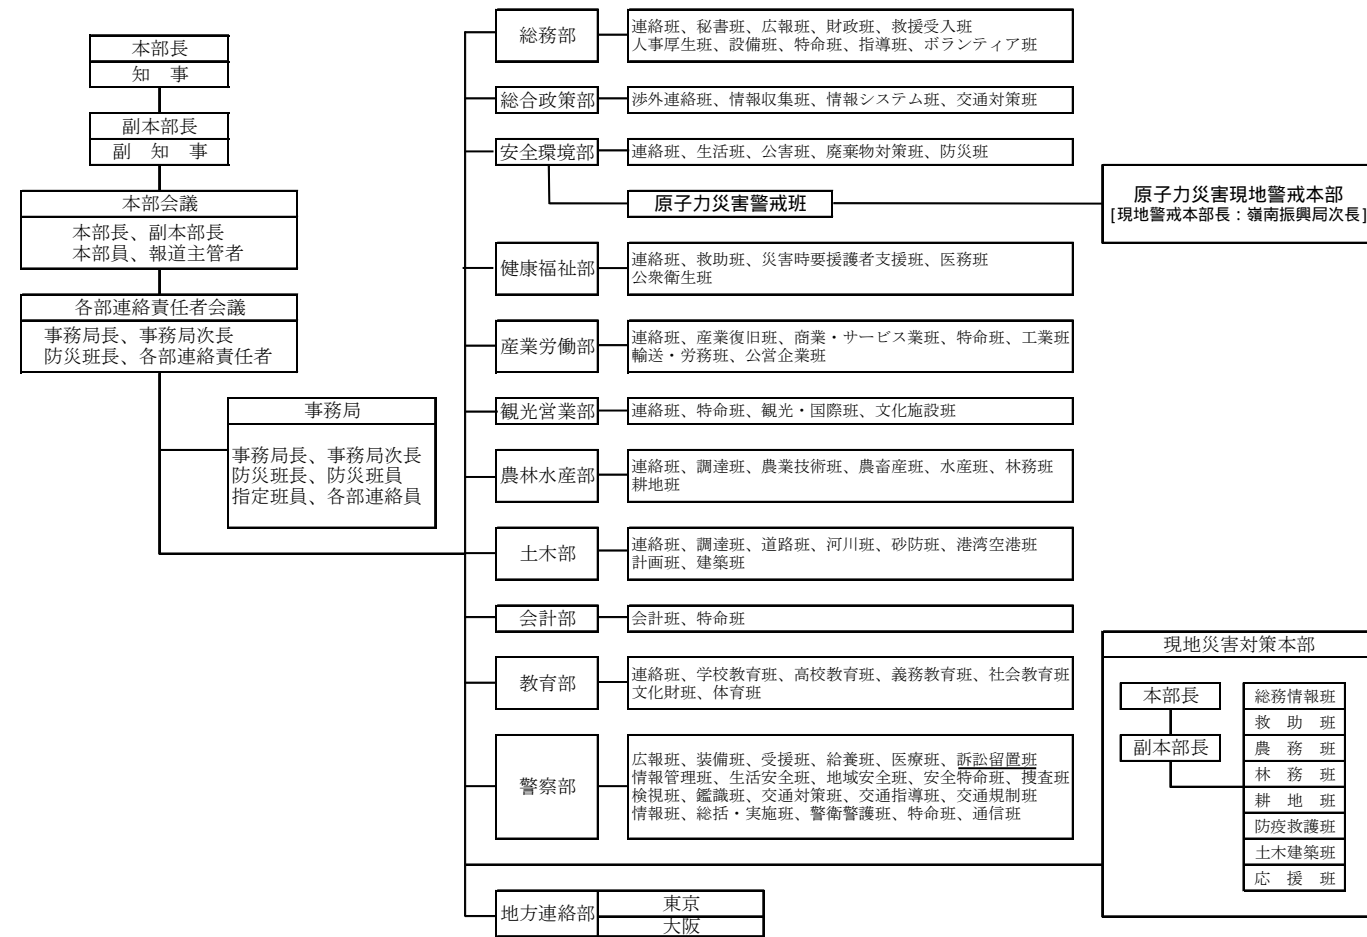 本部長
知　事
副本部長
副　知　事
本部会議
本部長、副本部長
本部員、報道主管者
各部連絡責任者会議
事務局長、事務局次長
防災班長、各部連絡責任者
事務局
事務局長、事務局次長
防災班長、防災班員
指定班員、各部連絡員
総務部
連絡班、秘書班、広報班、財政班、救援受入班
人事厚生班、設備班、特命班、指導班、ボランティア班
総合政策部
渉外連絡班、情報収集班、情報システム班、交通対策班
安全環境部
連絡班、生活班、公害班、廃棄物対策班、防災班
原子力災害警戒班
原子力災害現地警戒本部
[現地警戒本部長：嶺南振興局次長]
健康福祉部
連絡班、救助班、災害時要援護者支援班、医務班
公衆衛生班
産業労働部
連絡班、産業復旧班、商業・サービス業班、特命班、工業班
輸送・労務班、公営企業班
観光営業部
連絡班、特命班、観光・国際班、文化施設班
農林水産部
連絡班、調達班、農業技術班、農畜産班、水産班、林務班
耕地班
土木部
連絡班、調達班、道路班、河川班、砂防班、港湾空港班
計画班、建築班
会計部
会計班、特命班
教育部
連絡班、学校教育班、高校教育班、義務教育班、社会教育班
文化財班、体育班
警察部
広報班、装備班、受援班、給養班、医療班、訴訟留置班
情報管理班、生活安全班、地域安全班、安全特命班、捜査班
検視班、鑑識班、交通対策班、交通指導班、交通規制班
情報班、総括・実施班、警衛警護班、特命班、通信班
地方連絡部
東京
大阪
現地災害対策本部
本部長
副本部長
総務情報班
救　助　班
農　務　班
林　務　班
耕　地　班
防疫救護班
土木建築班
応　援　班